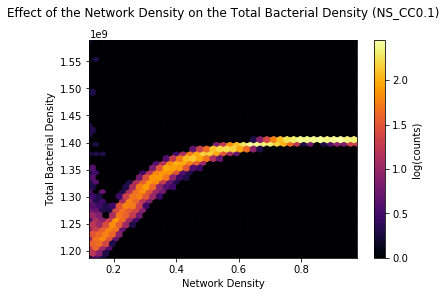 Effect of the Network Density on the Total Bacterial Density (NS_CC0.1)
1e9
1.55
1.50
1.45
1.40
1.35
1.30
1.25
1.20
Total Bacterial Density
0.2 0.4 0.6 0.8
Network Density
2.0
1.5
1.0
0.5
0.0
log(counts)